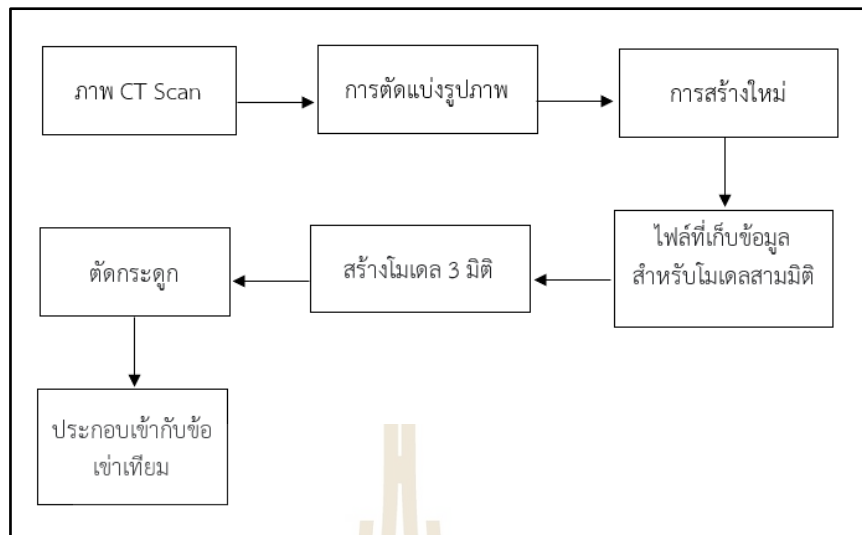 ภาพ CT Scan
การตัดแบ่งรูปภาพ
การสร้างใหม่
ไฟล์ที่เก็บข้อมูล
สำหรับโมเดลสามมิติ
สร้างโมเดล 3 มิติ
ตัดกระดูก
ประกอบเข้ากับข้อ
เข่าเทียม